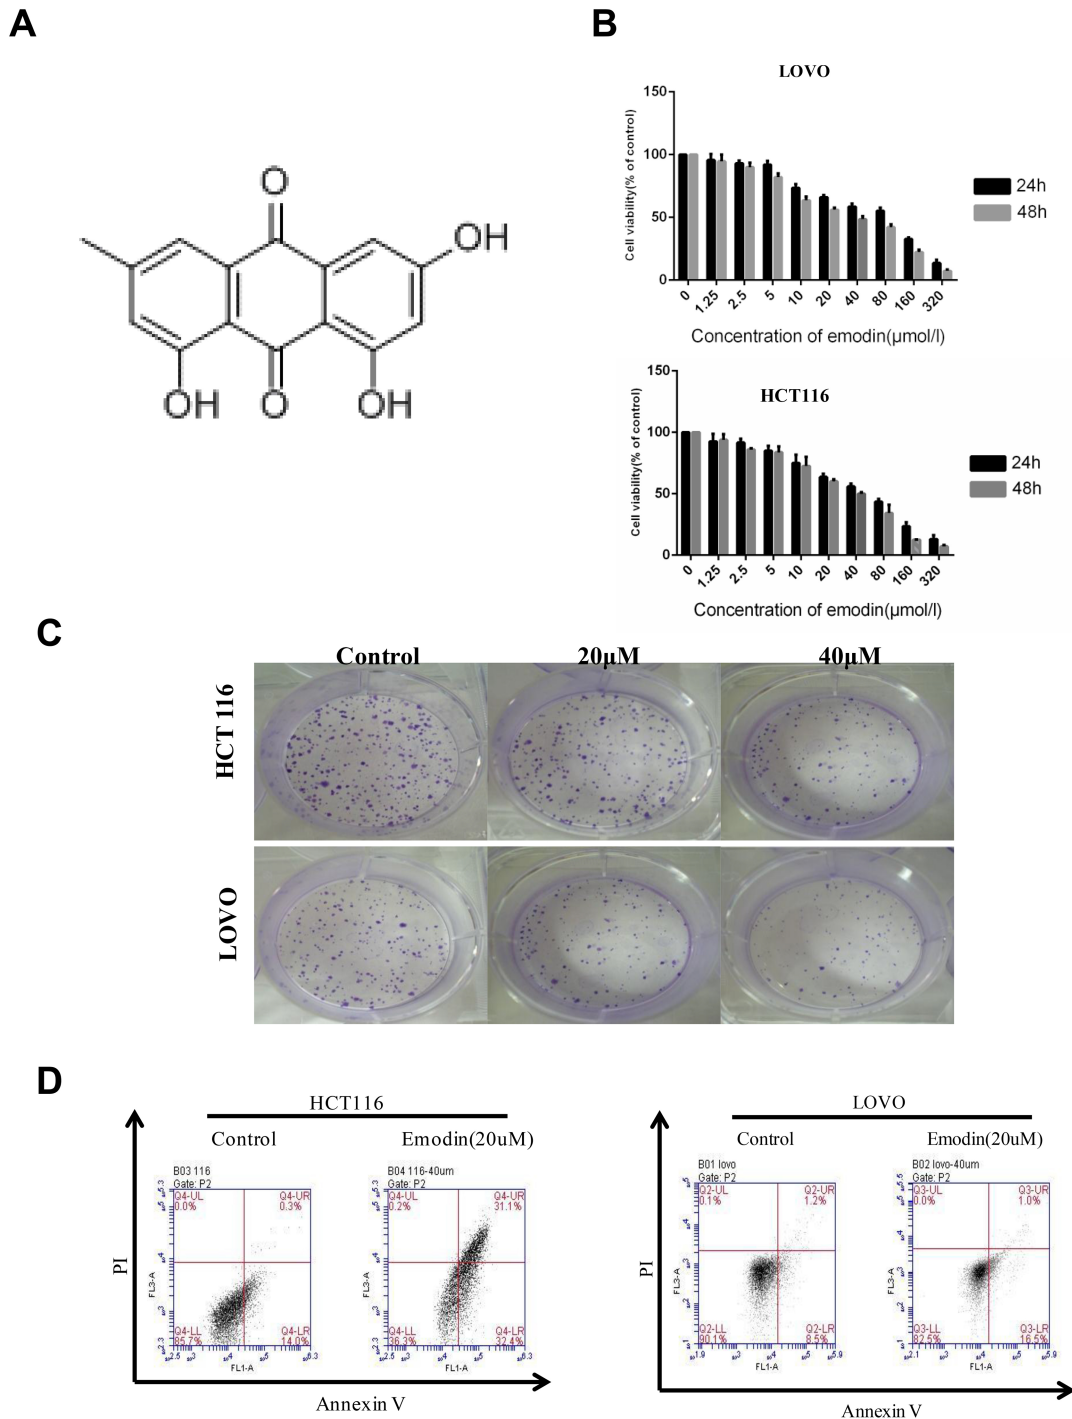 A
O
OH
OH
O
OH
B
LOVO
150
100
50
0
Cell viability(% of control)
0 1.25 2.5 5 10 20 40 80 160 320
Concentration of emodin(µmol/l)
24h
48h
HCT116
150
100
50
0
Cell viability(% of control)
0 1.25 2.5 5 10 20 40 80 160 320
Concentration of emodin(µmol/l)
24h
48h
C
Control 20µM 40µM
HCT 116
LOVO
D
HCT116
Control Emodin(20uM)
B03 116
Gate: P2
Q4-UL Q4-UR
0.0% 0.3%
Q4-LL Q4-LR
85.7% 14.0%
FL3-A
FL1-A
B04 116-40um
Gate: P2
Q4-UL Q4-UR
0.2% 31.1%
Q4-LL Q4-LR
36.3% 32.4%
FL3-A
FL1-A
PI
Annexin V
LOVO
Control Emodin(20uM)
B01 lovo
Gate: P2
Q2-UL Q2-UR
0.1% 1.2%
Q2-LL Q2-LR
90.1% 8.5%
FL3-A
FL1-A
B02 lovo-40um
Gate: P2
Q3-UL Q3-UR
0.0% 1.0%
Q3-LL Q3-LR
82.5% 16.5%
FL3-A
FL1-A
PI
Annexin V